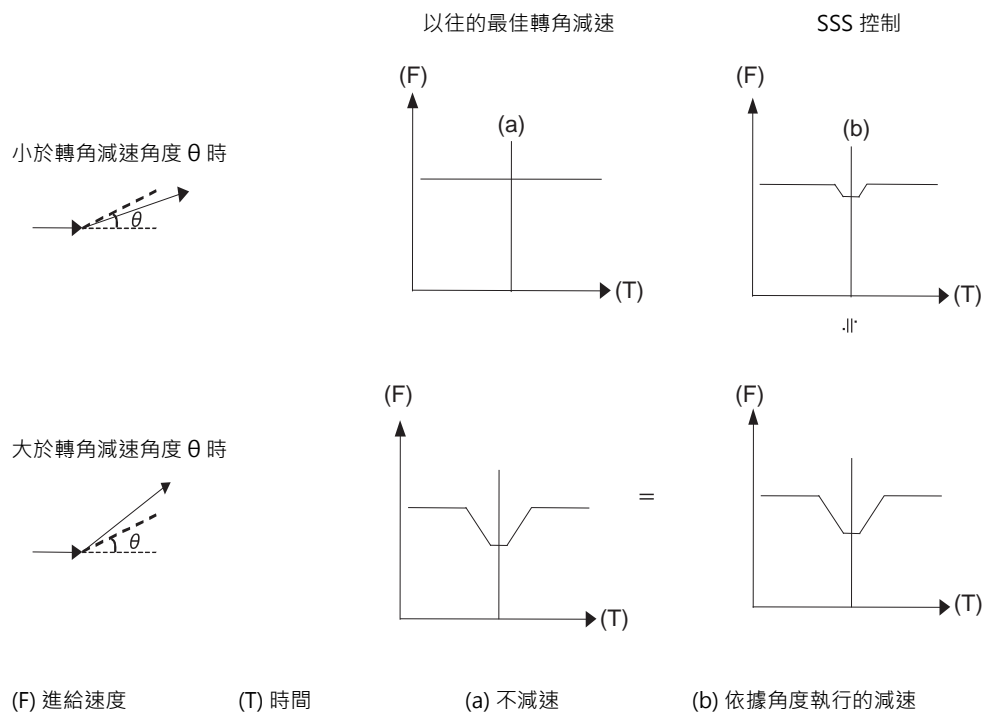 以往的最佳轉角減速 SSS 控制
(F) (F)
(a) (b)
小於轉角減速角度 θ 時
θ
(T) (T)
(F) (F)
大於轉角減速角度 θ 時
=
θ
(T) (T)
(F) 進給速度 (T) 時間 (a) 不減速 (b) 依據角度執行的減速